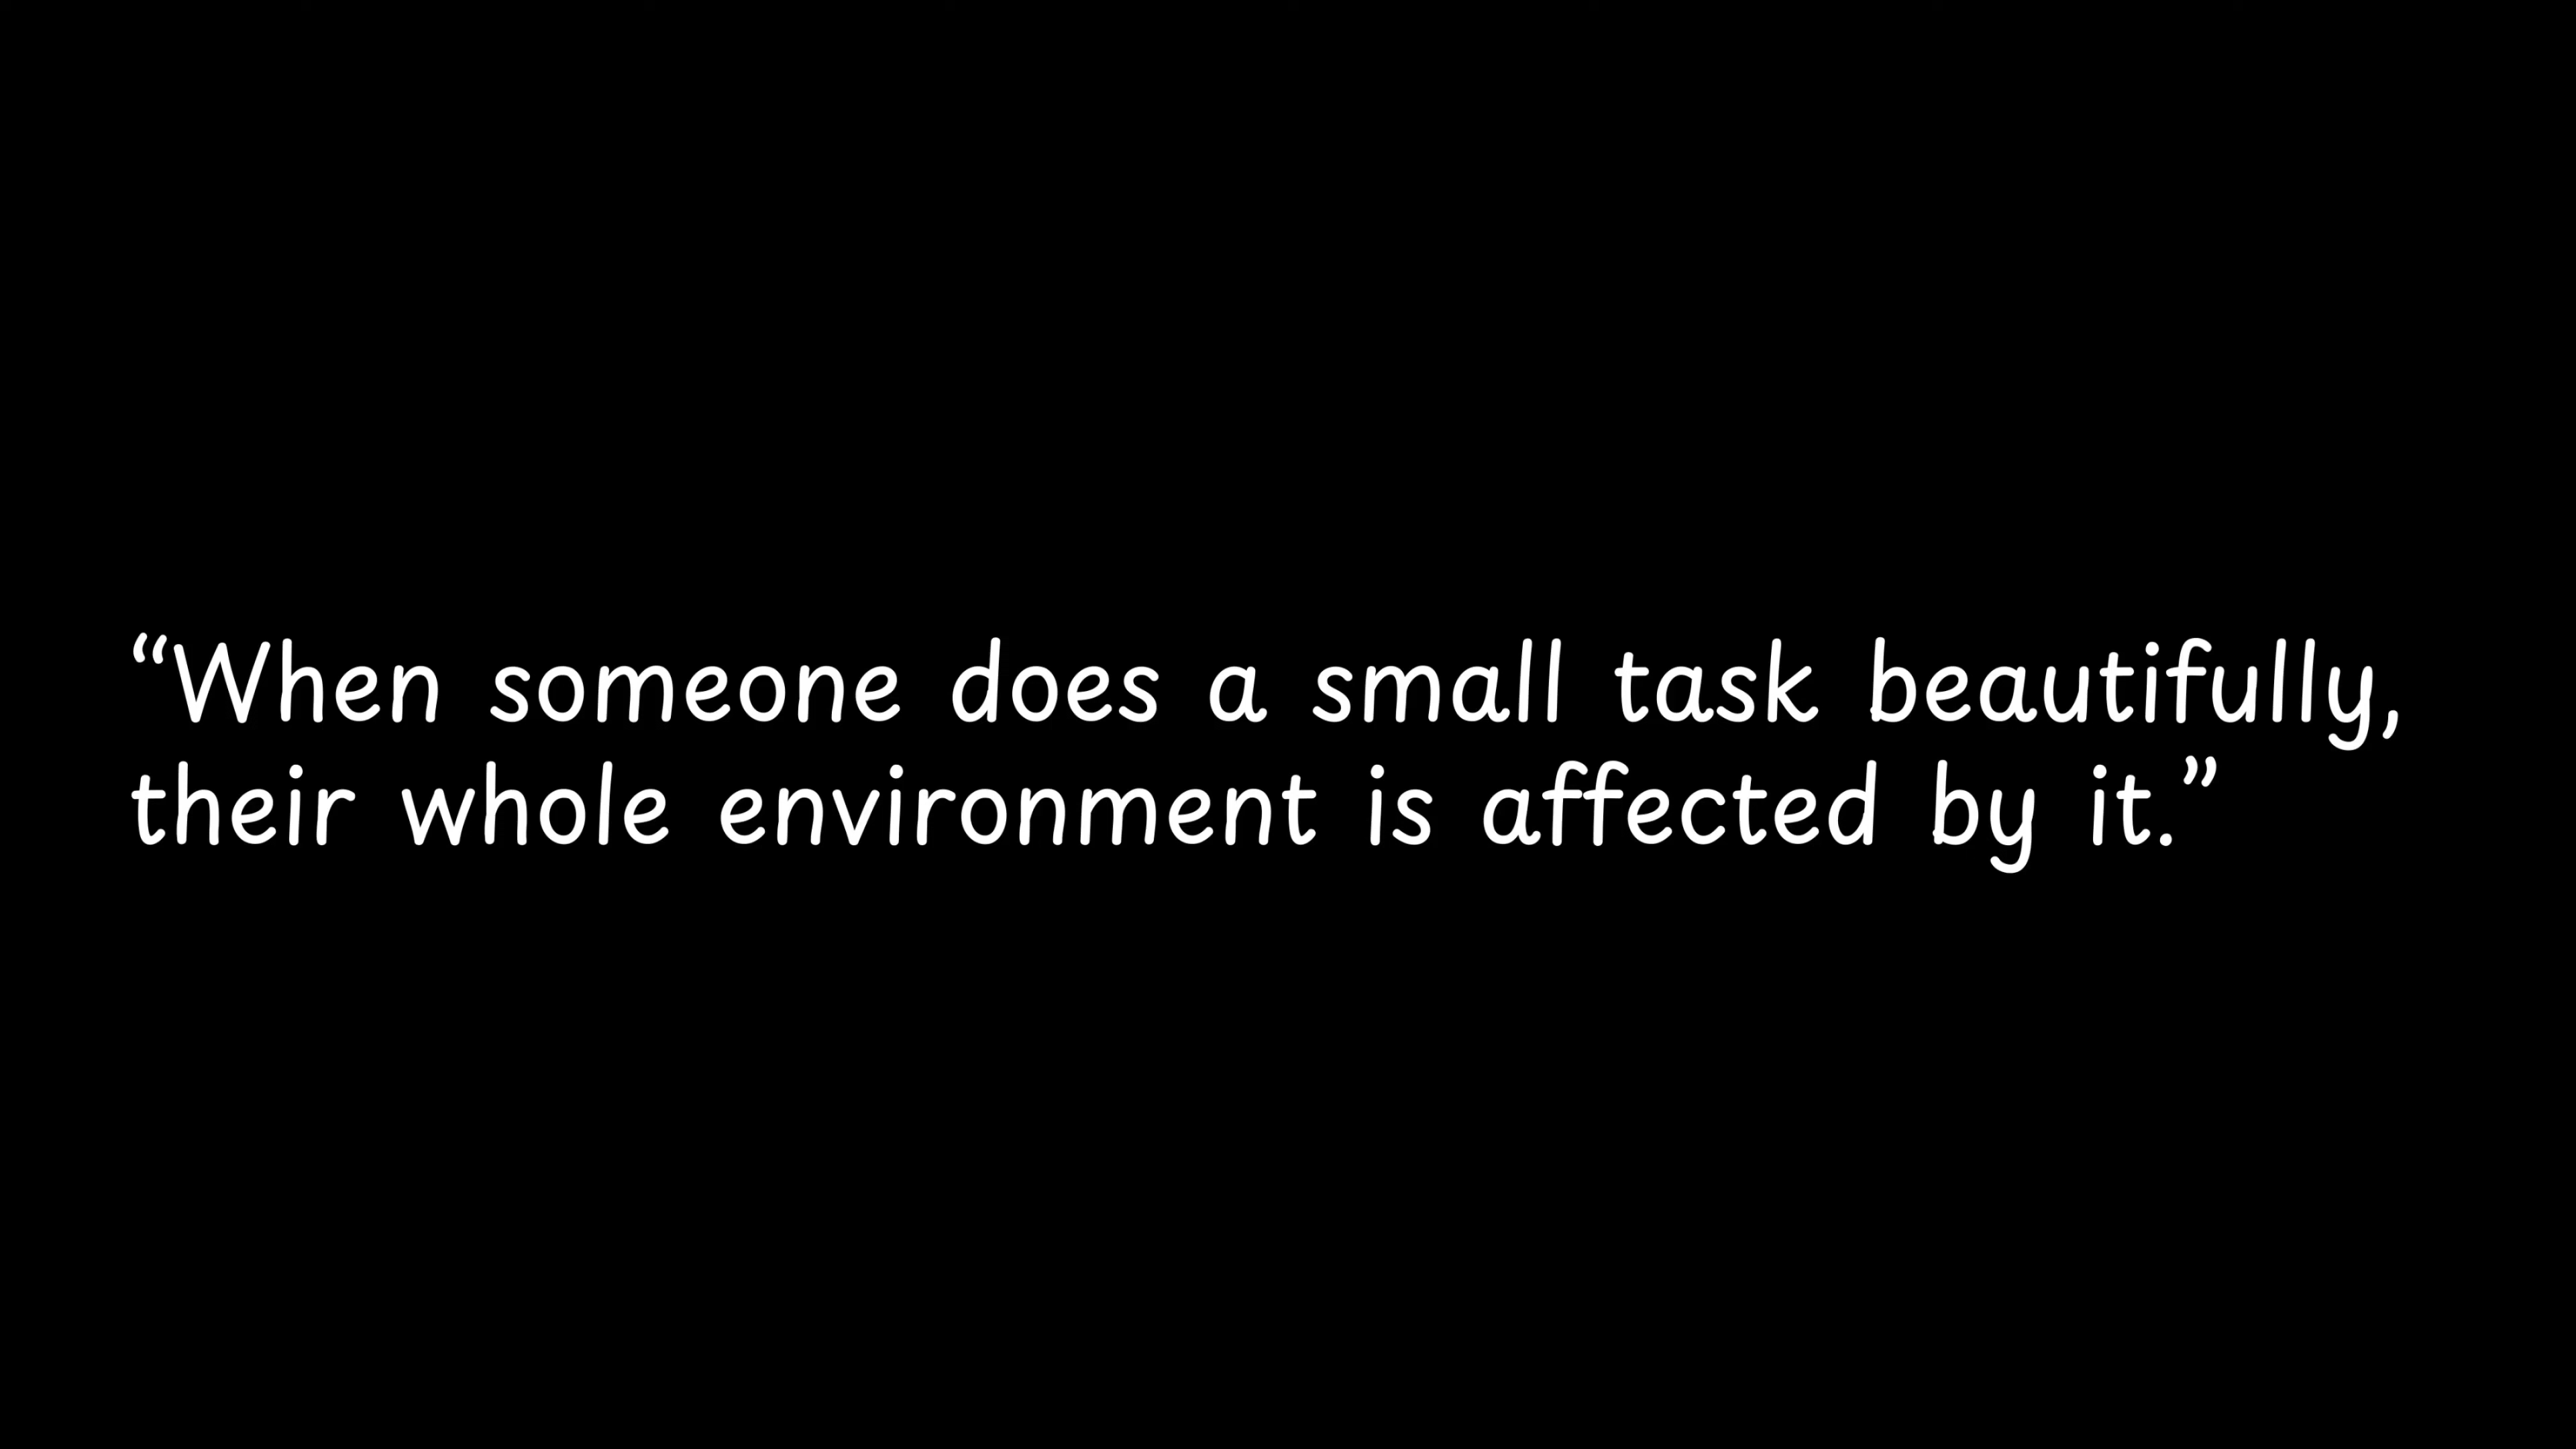 “When someone does a small task beautifully,
their whole environment is affected by it.”